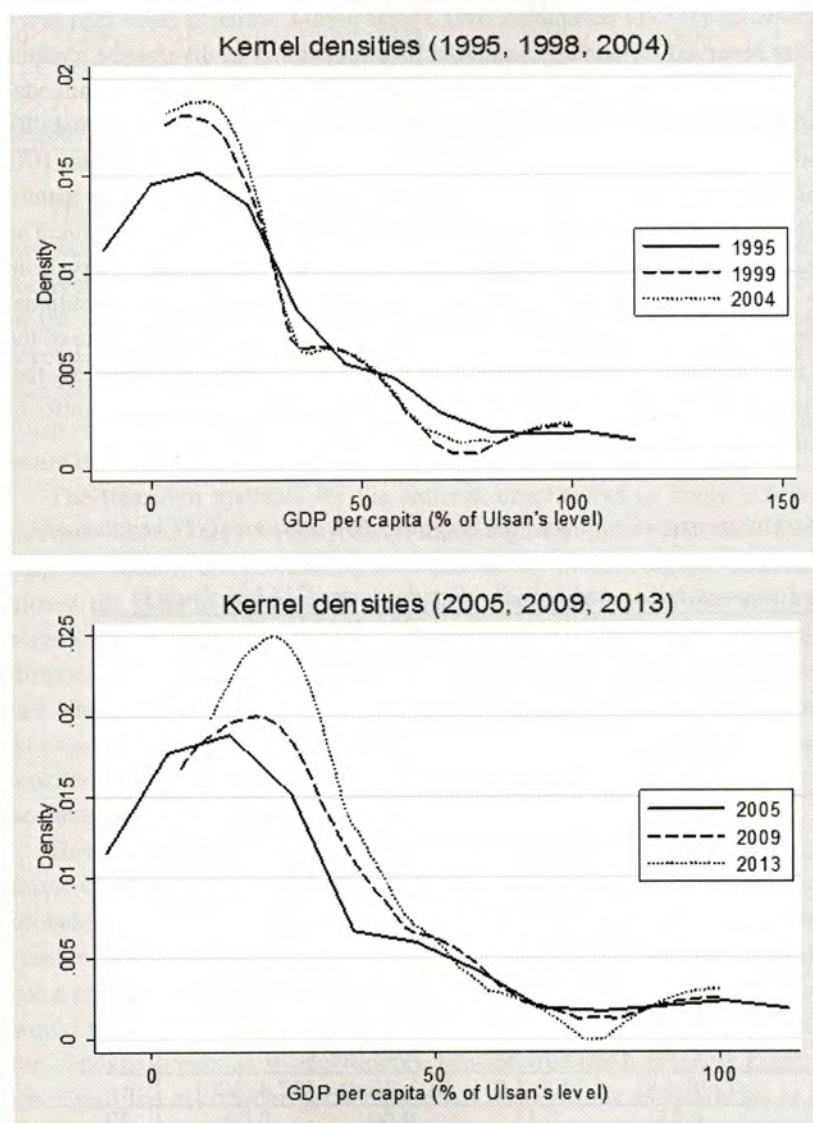 Kernel densities (1995, 1998, 2004)
.02
.015
.01
.005
0
Density
1995
1999
2004
0 50 100 150
GDP per capita (% of Ulsan's level)
Kernel densities (2005, 2009, 2013)
.025
.02
.015
.01
.005
0
Density
2005
2009
2013
0 50 100
GDP per capita (% of Ulsan's level)